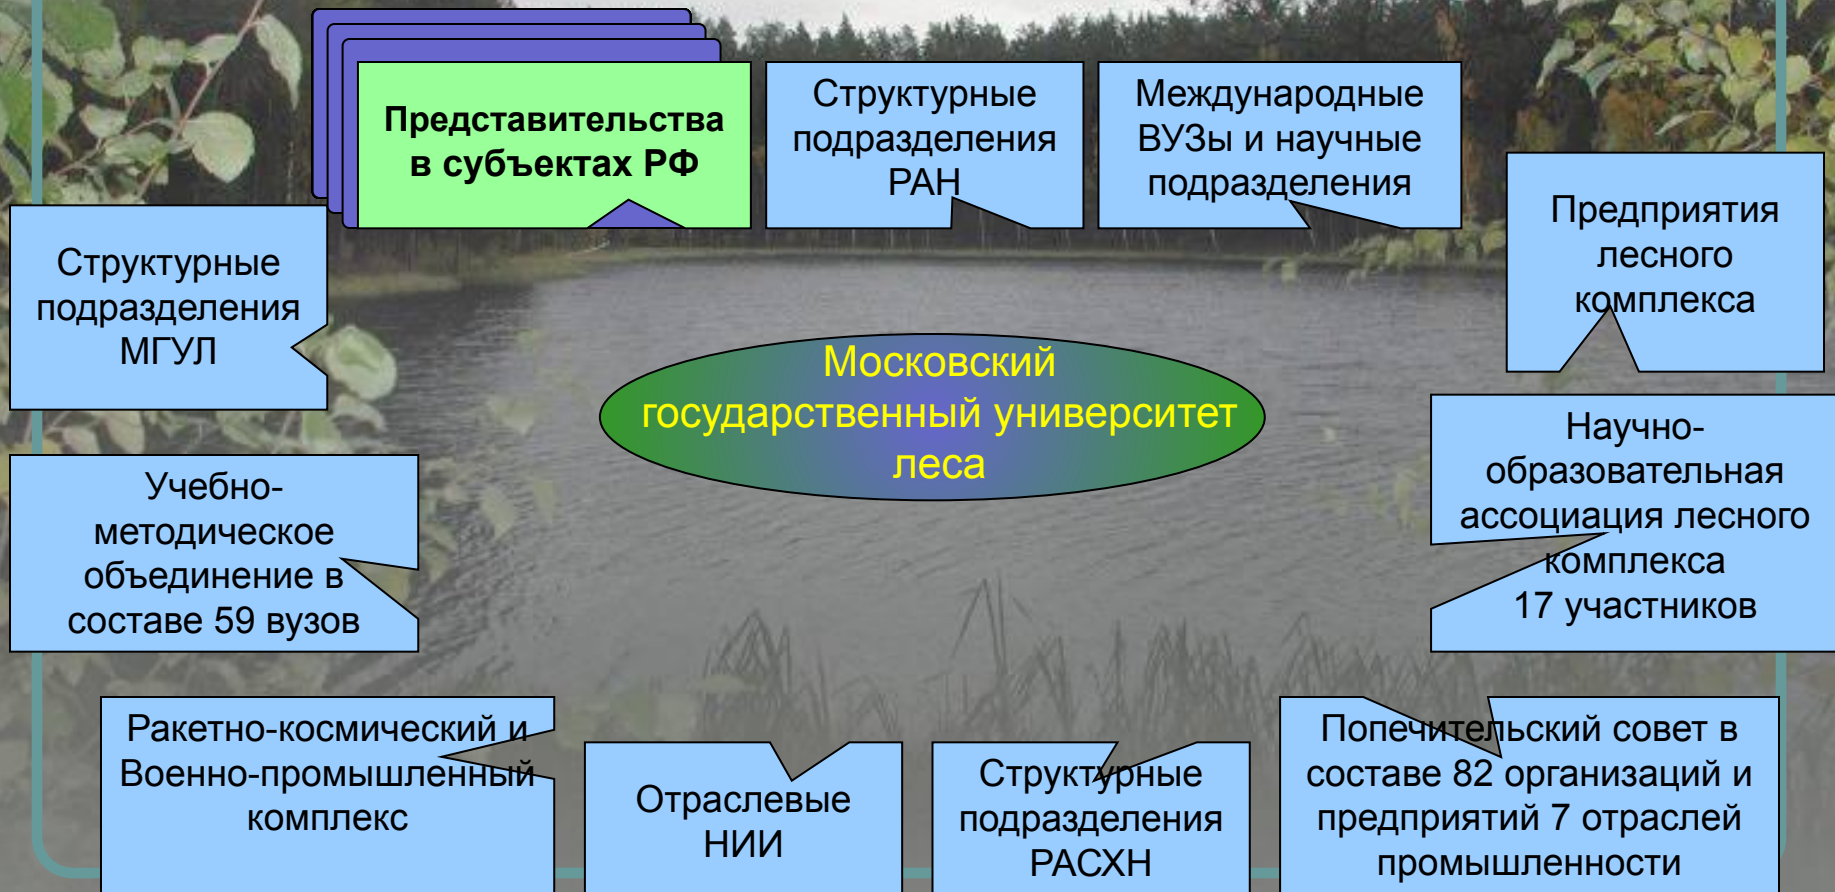 Представительства
в субъектах РФ
Структурные
подразделения
РАН
Международные
ВУЗы и научные
подразделения
Предприятия
лесного
комплекса
Структурные
подразделения
МГУЛ
Московский
государственный университет
леса
Научно-
образовательная
ассоциация лесного
комплекса
17 участников
Учебно-
методическое
объединение в
составе 59 вузов
Ракетно-космический и
Военно-промышленный
комплекс
Отраслевые
НИИ
Структурные
подразделения
РАСХН
Попечительский совет в
составе 82 организаций и
предприятий 7 отраслей
промышленности